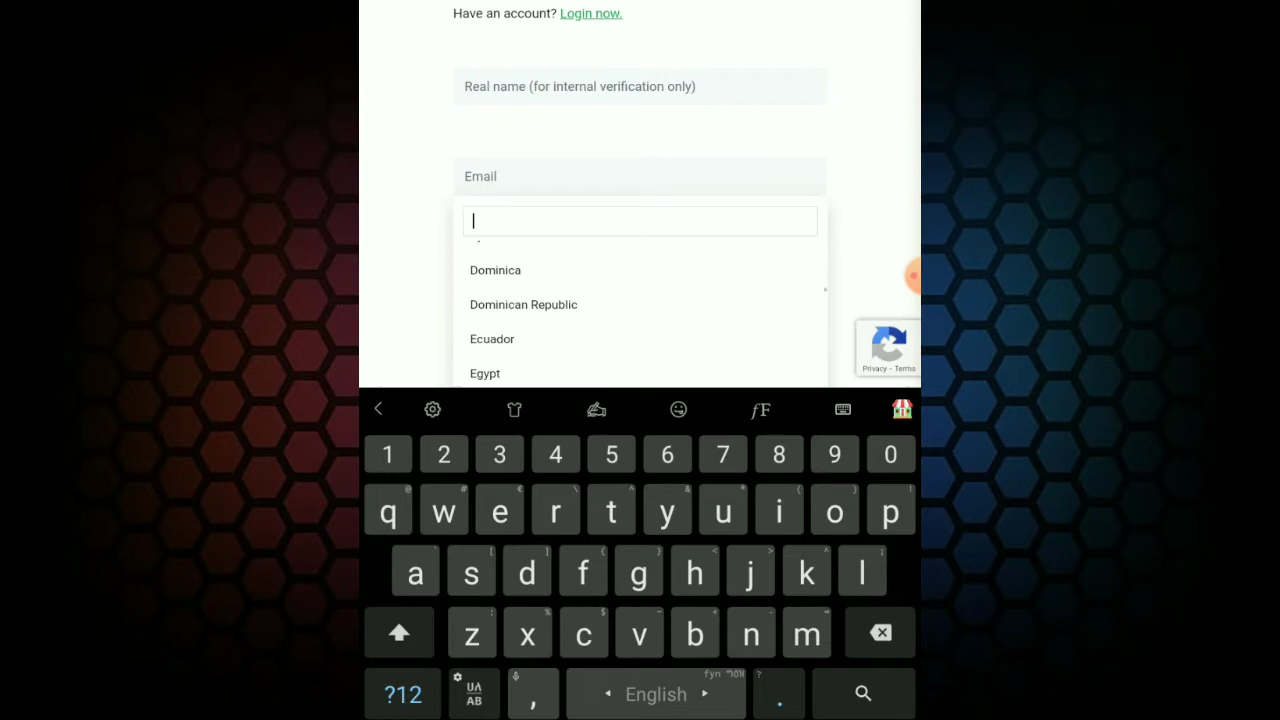 Have an account? Login now.
Real name (for internal verification only)
Email
Dominica
Dominican Republic
Ecuador
Egypt
Privacy - Terms
fF
1 2 3 4 5 6 7 8 9 0
q w e r t y u i o p
a s d f g h j k l
z x c v b n m
?12 , English . ?